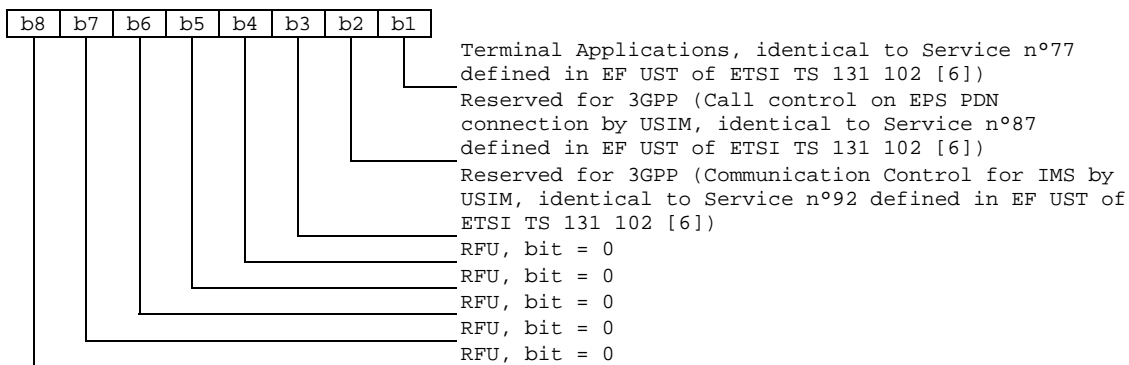 b8 b7 b6 b5 b4 b3 b2 b1
Terminal Applications, identical to Service n°77
defined in EF UST of ETSI TS 131 102 [6])
Reserved for 3GPP (Call control on EPS PDN
connection by USIM, identical to Service n°87
defined in EF UST of ETSI TS 131 102 [6])
Reserved for 3GPP (Communication Control for IMS by
USIM, identical to Service n°92 defined in EF UST of
ETSI TS 131 102 [6])
RFU, bit = 0
RFU, bit = 0
RFU, bit = 0
RFU, bit = 0
RFU, bit = 0